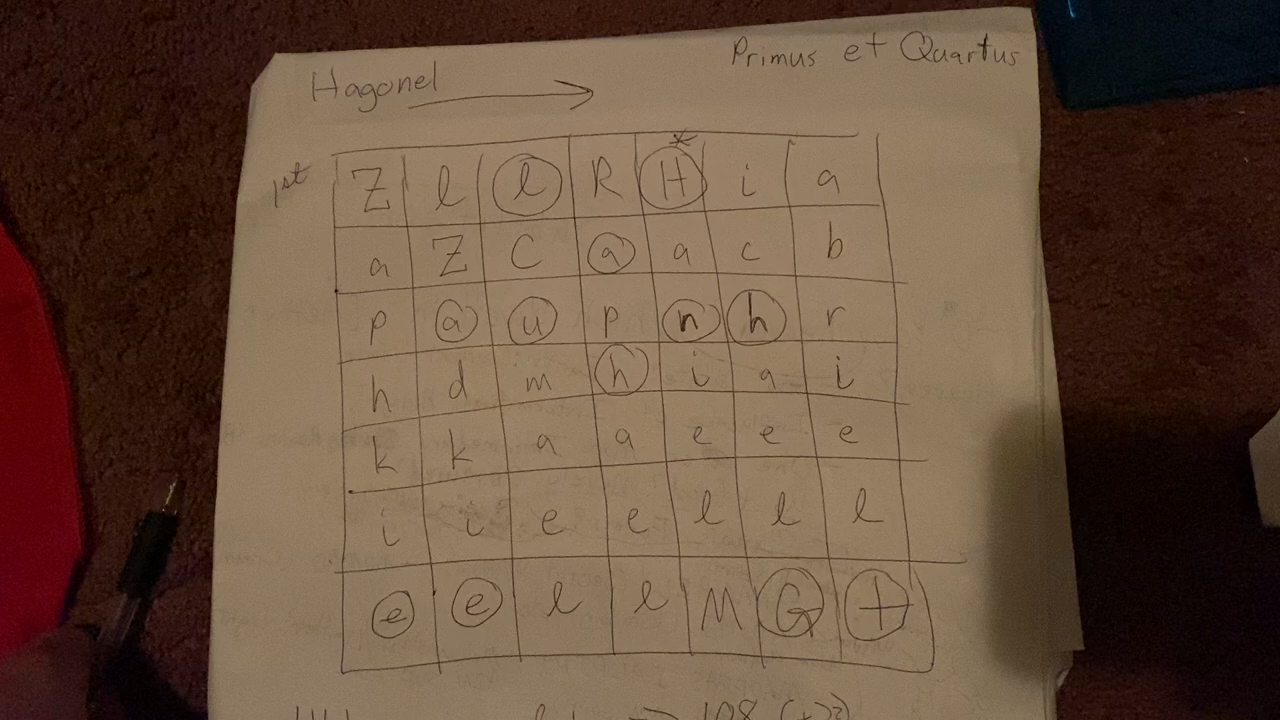 Primus et Quartus
Hagonel
1st
Z l l R H i a
a Z C a a c b
p a u p n h r
h d m h i a i
k k a a e e e
i i e e l l l
e e l l M G +